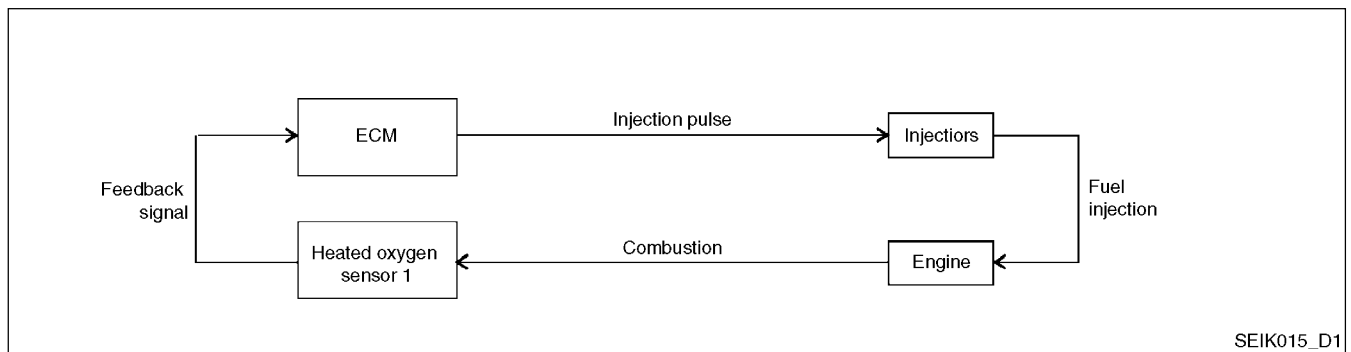 ECM
Injection pulse
Injectiors
Feedback
signal
Fuel
injection
Heated oxygen
sensor 1
Combustion
Engine
SEIK015_D1